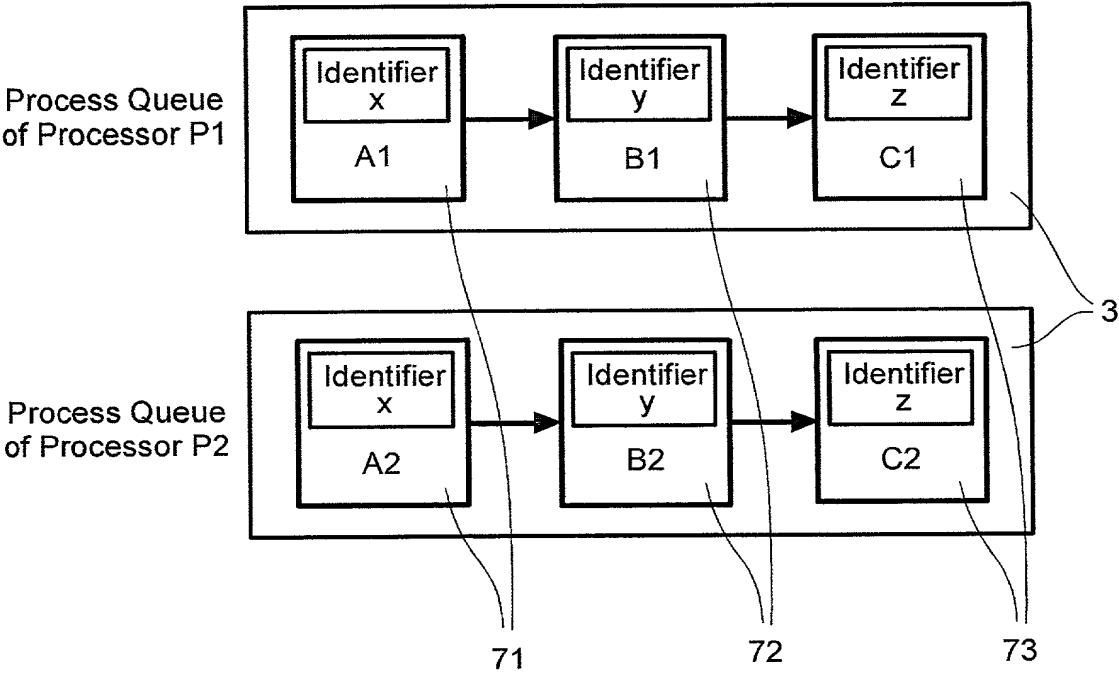 Process Queue
of Processor P1
Identifier
x
A1
Identifier
y
B1
Identifier
z
C1
3
Process Queue
of Processor P2
Identifier
x
A2
Identifier
y
B2
Identifier
z
C2
71
72
73